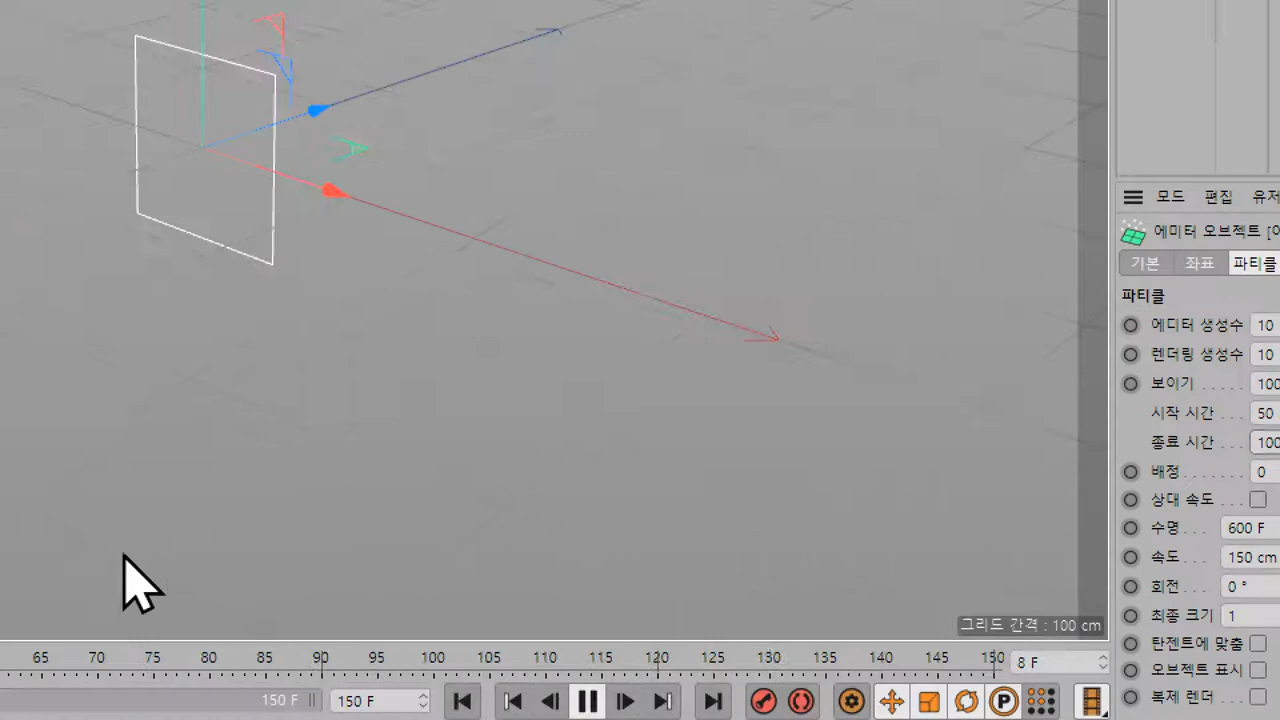 모드 편집
에미터 오브젝트
기본 좌표 파티클
파티클
에디터 생성수 10
렌더링 생성수 10
보이기 . . . . . 100
시작 시간 . . . 50
종료 시간 . . . 100
배정 . . . . . . . 0
상대 속도 . . .
수명 . . . 600 F
속도 . . . 150 cm
회전 . . . 0 °
최종 크기 1
탄젠트에 맞춤
오브젝트 표시
복제 렌더 . . .
그리드 간격 : 100 cm
65 70 75 80 85 90 95 100 105 110 115 120 125 130 135 140 145 150 8 F
150 F 150 F P